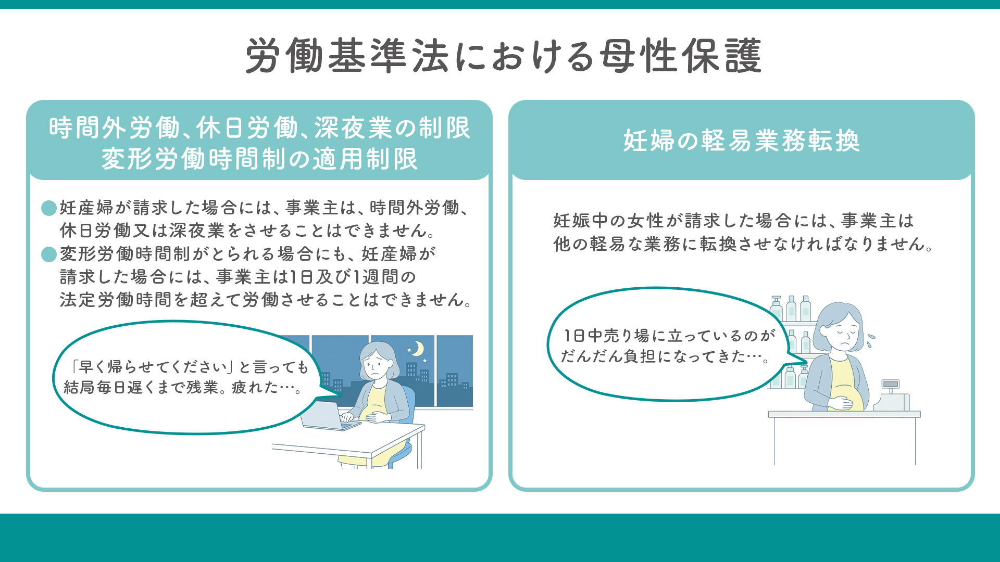 労働基準法における母性保護
時間外労働、休日労働、深夜業の制限
変形労働時間制の適用制限
●妊産婦が請求した場合には、事業主は、時間外労働、
休日労働又は深夜業をさせることはできません。
●変形労働時間制がとられる場合にも、妊産婦が
請求した場合には、事業主は1日及び1週間の
法定労働時間を超えて労働させることはできません。
「早く帰らせてください」と言っても
結局毎日遅くまで残業。疲れた…。
妊婦の軽易業務転換
妊娠中の女性が請求した場合には、事業主は
他の軽易な業務に転換させなければなりません。
1日中売り場に立っているのが
だんだん負担になってきた…。